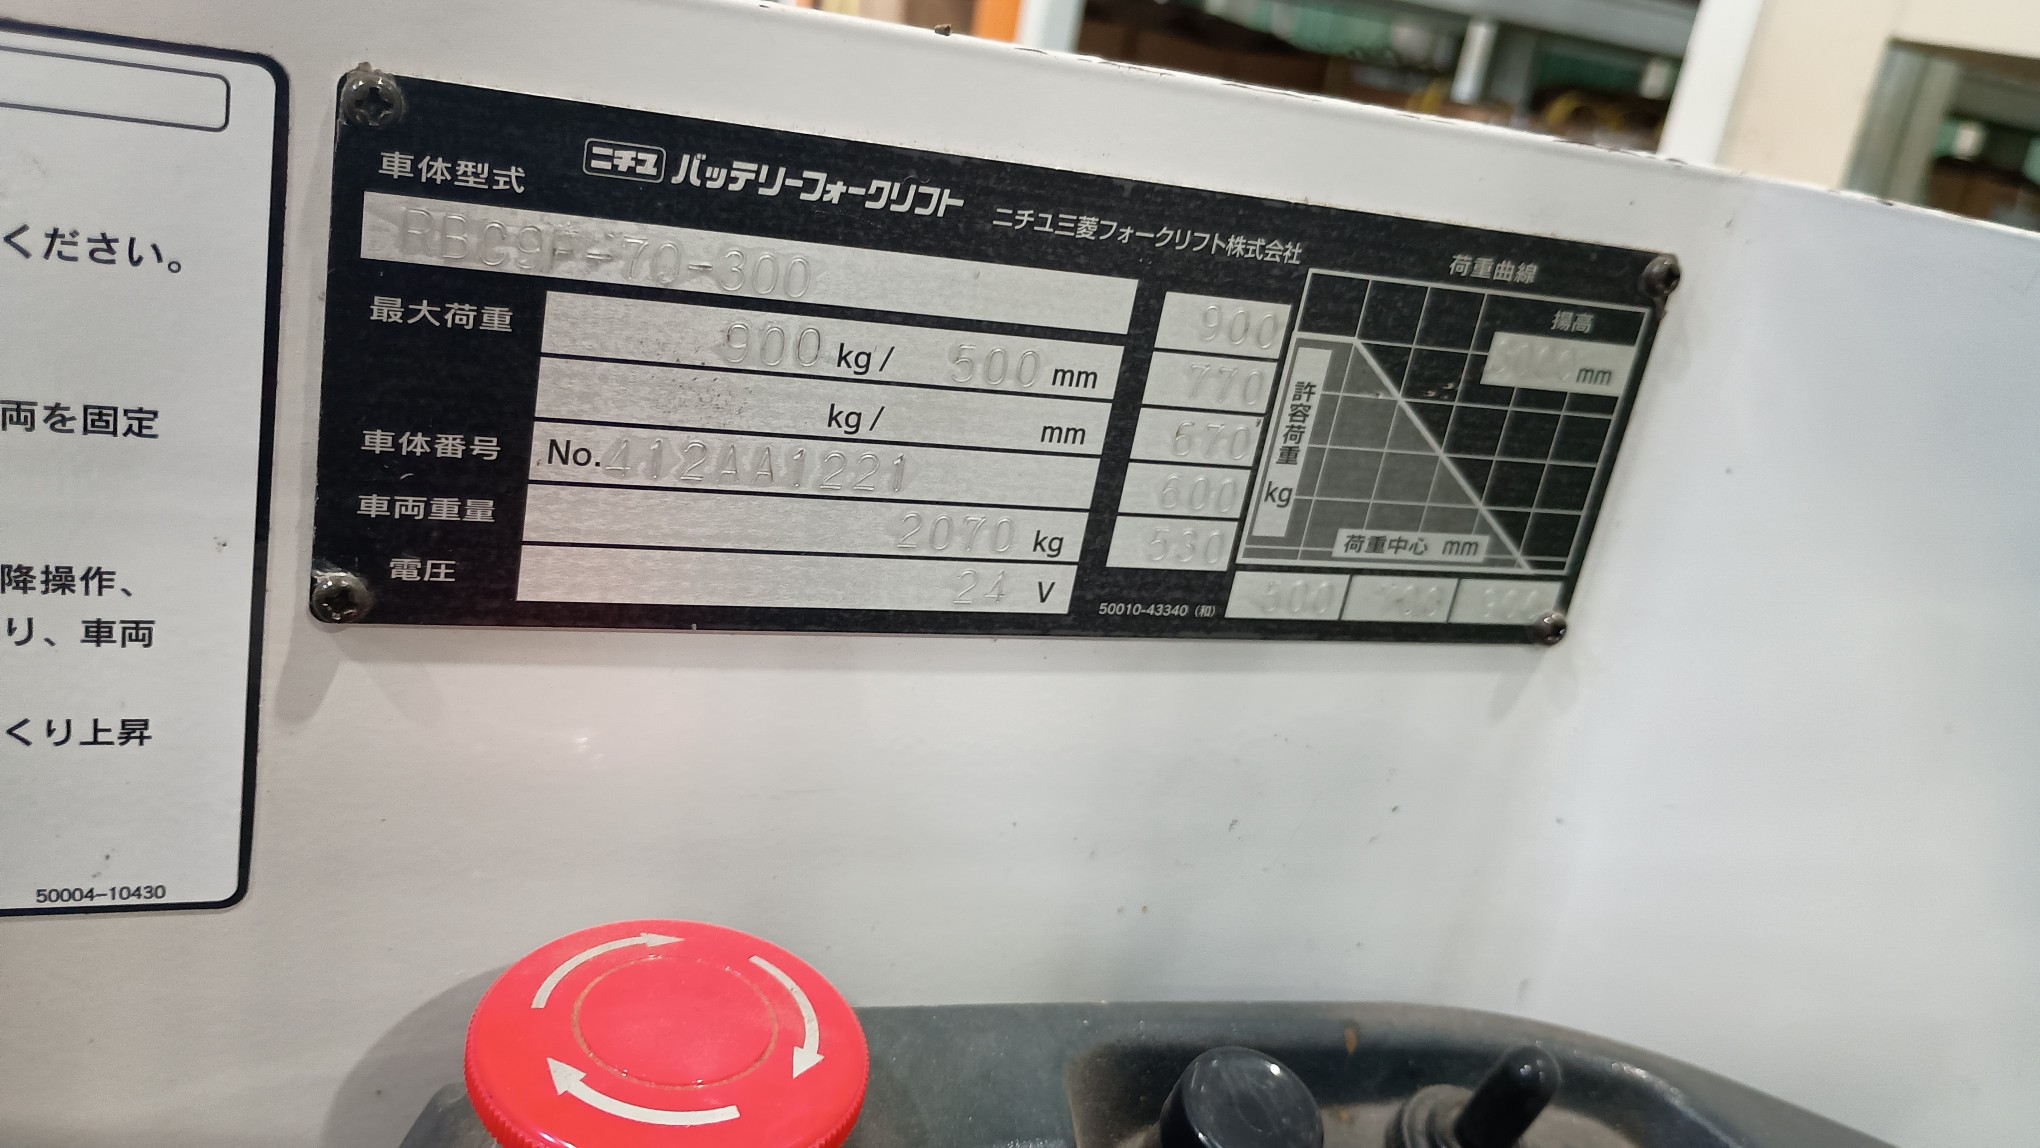 ください。
両を固定
降操作、
り、車両
くり上昇
50004-10430
車体型式
ニチユ バッテリーフォークリフト ニチユ三菱フォークリフト株式会社
-70-300
最大荷重
900 kg/ 500 mm
kg/ mm
車体番号 No. 412AA1221
車両重量 2070 kg
電圧 24 V
50010-43340 (和)
900
770
670
600
530
荷重曲線
揚高
mm
許容荷重
kg
荷重中心 mm
500 700 900